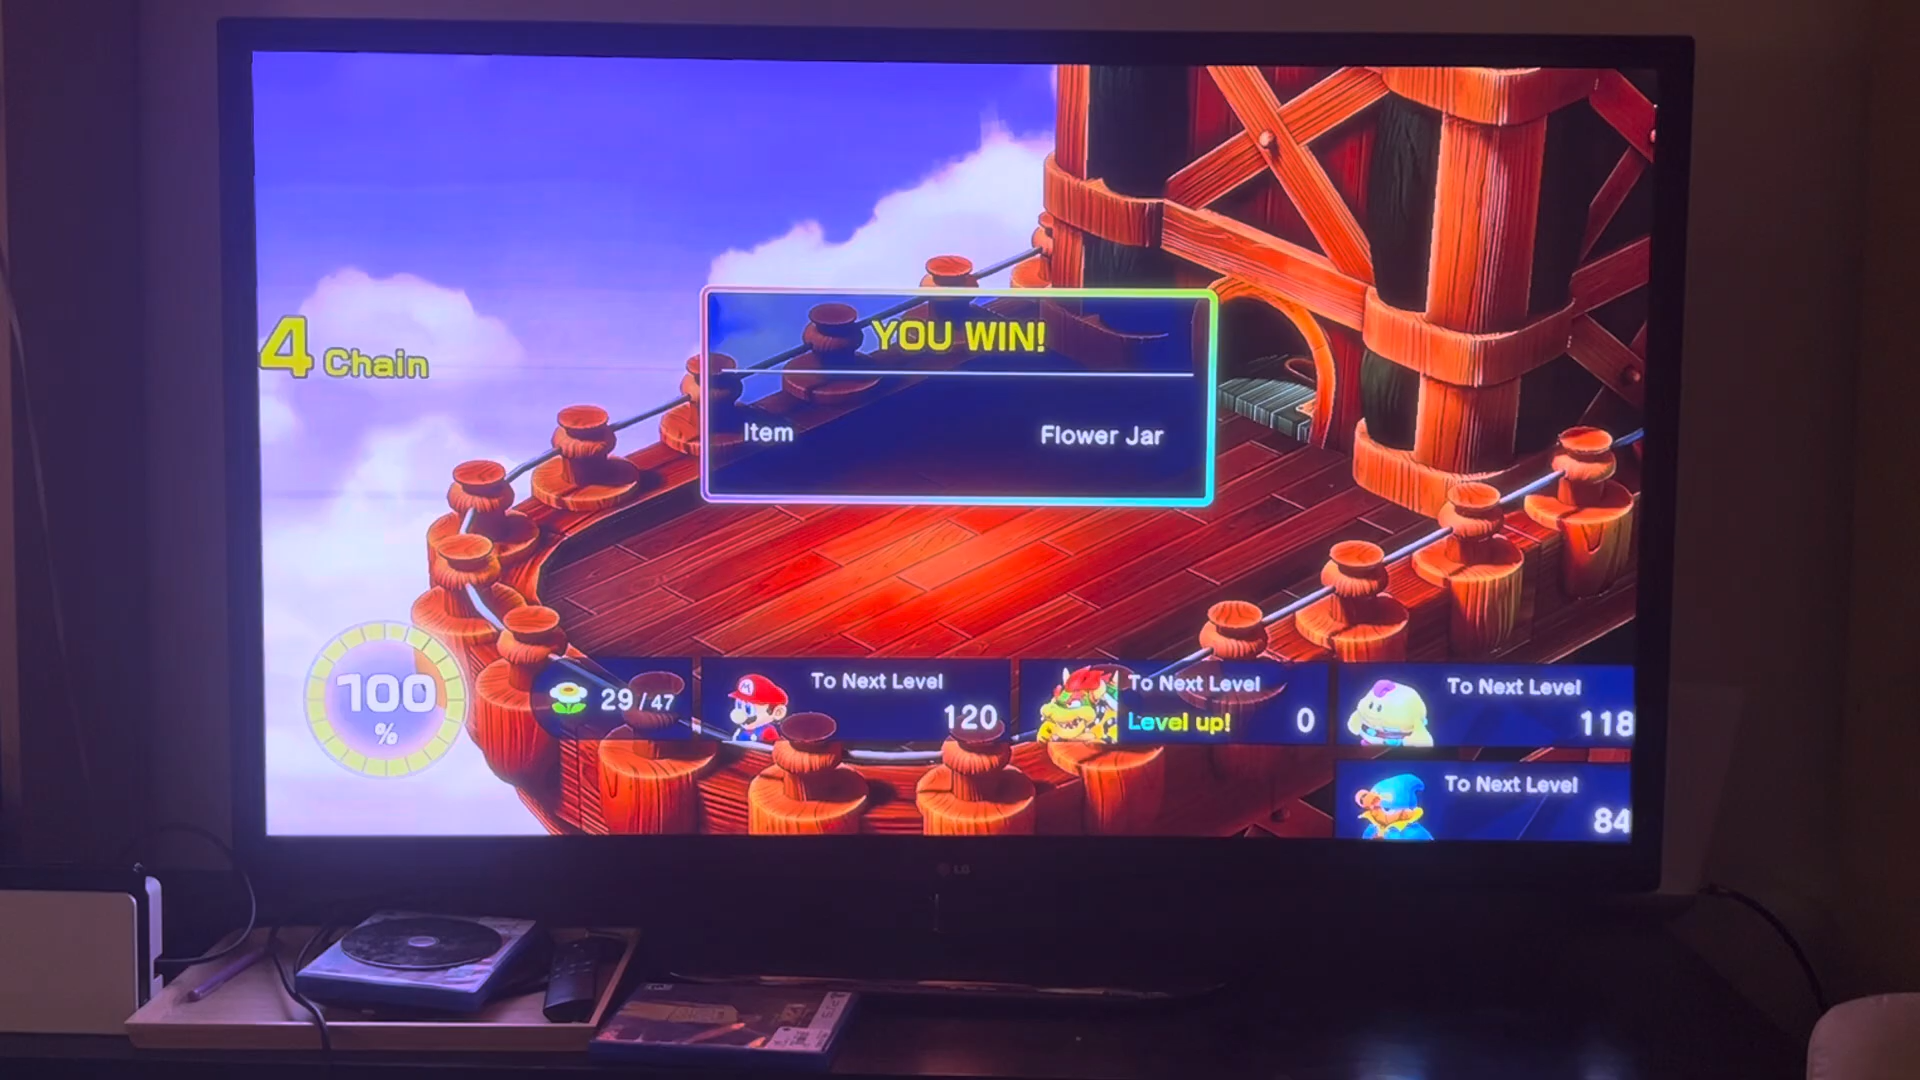 YOU WIN!
4 Chain
Item Flower Jar
100
%
29/47
To Next Level
120
To Next Level
Level up! 0
To Next Level
118
To Next Level
84
LG